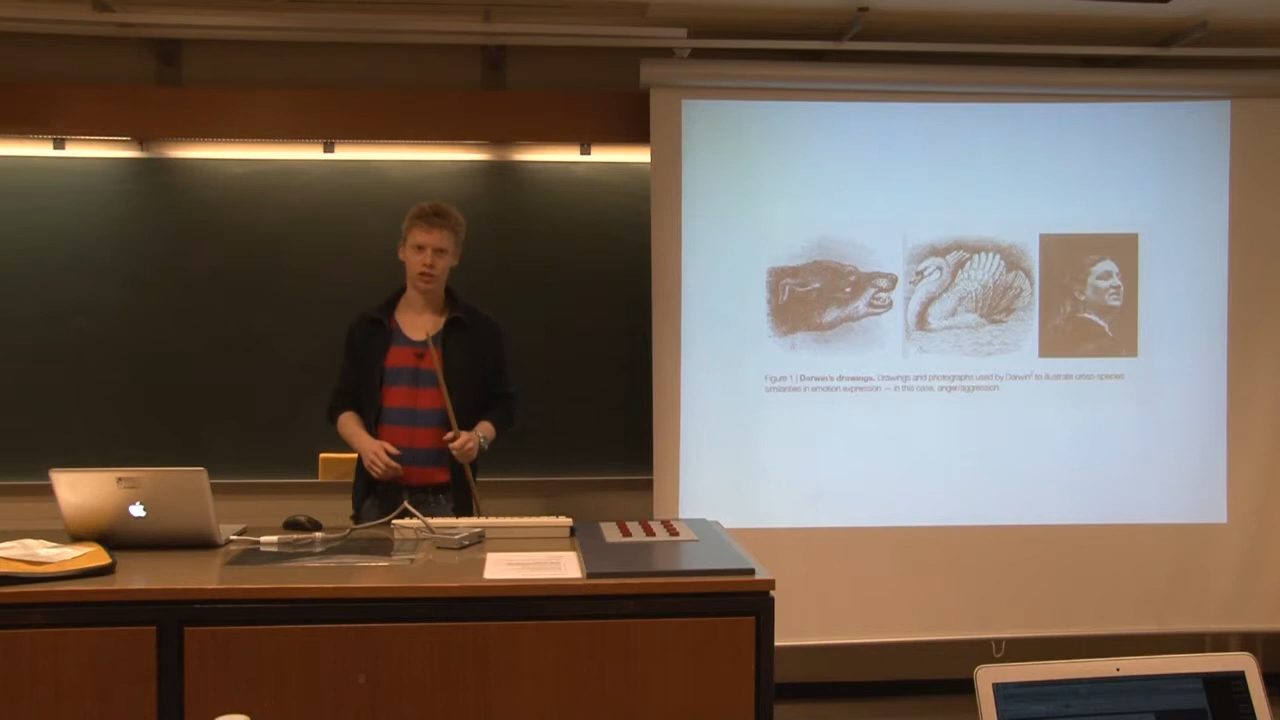 Figure 1 | Darwin's drawings. Drawings and photographs used by Darwin² to illustrate cross-species
similarities in emotion expression — in this case, anger/aggression.